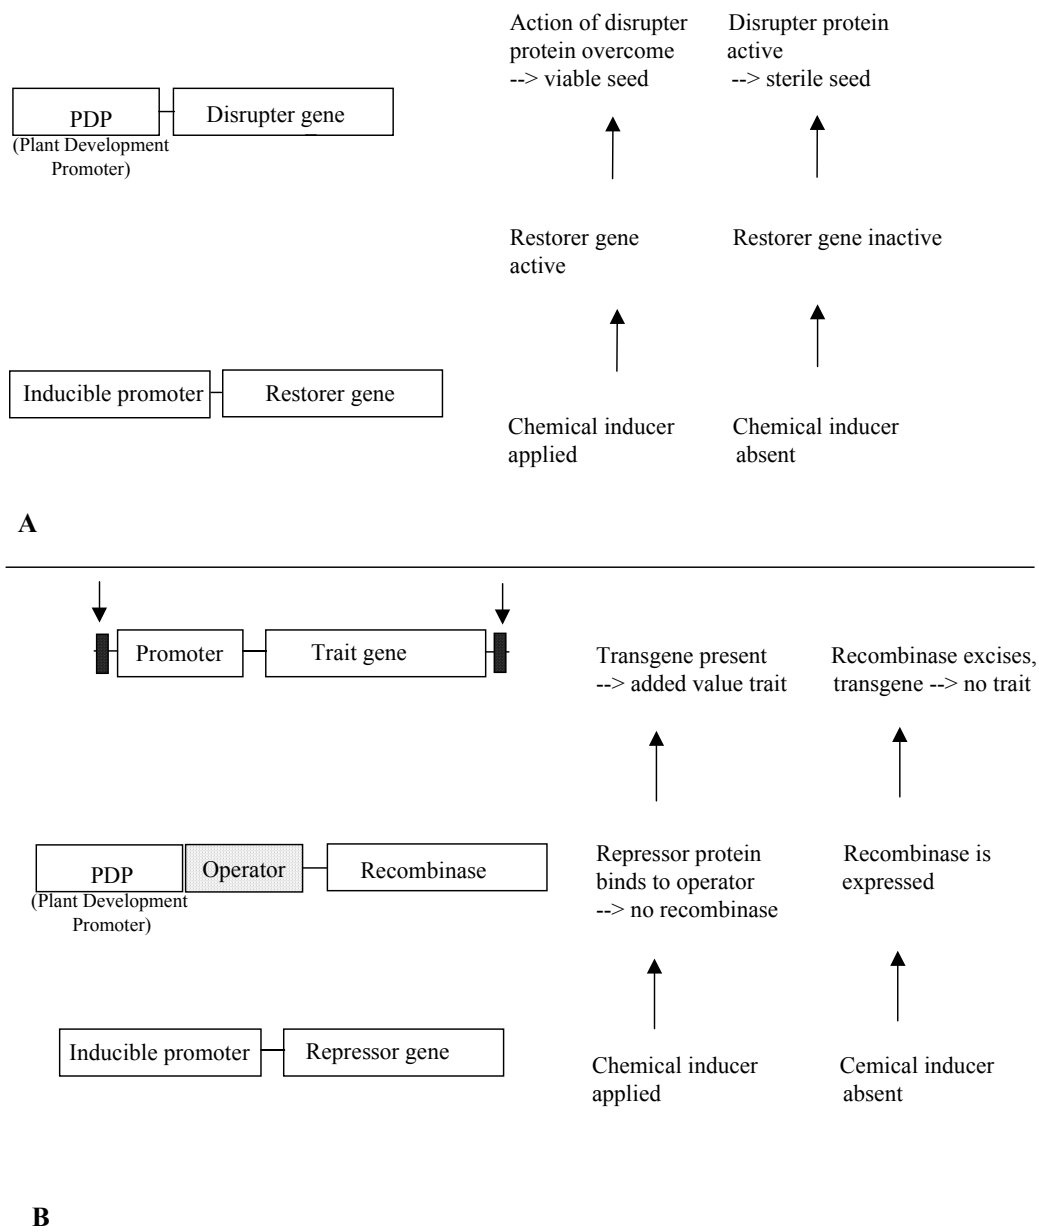 Action of disrupter
protein overcome
--> viable seed
Disrupter protein
active
--> sterile seed
PDP
Disrupter gene
(Plant Development
Promoter)
Restorer gene
active
Restorer gene inactive
Inducible promoter
Restorer gene
Chemical inducer
applied
Chemical inducer
absent
A
Promoter
Trait gene
Transgene present
--> added value trait
Recombinase excises,
transgene --> no trait
PDP
Operator
Recombinase
(Plant Development
Promoter)
Repressor protein
binds to operator
--> no recombinase
Recombinase is
expressed
Inducible promoter
Repressor gene
Chemical inducer
applied
Cemical inducer
absent
B